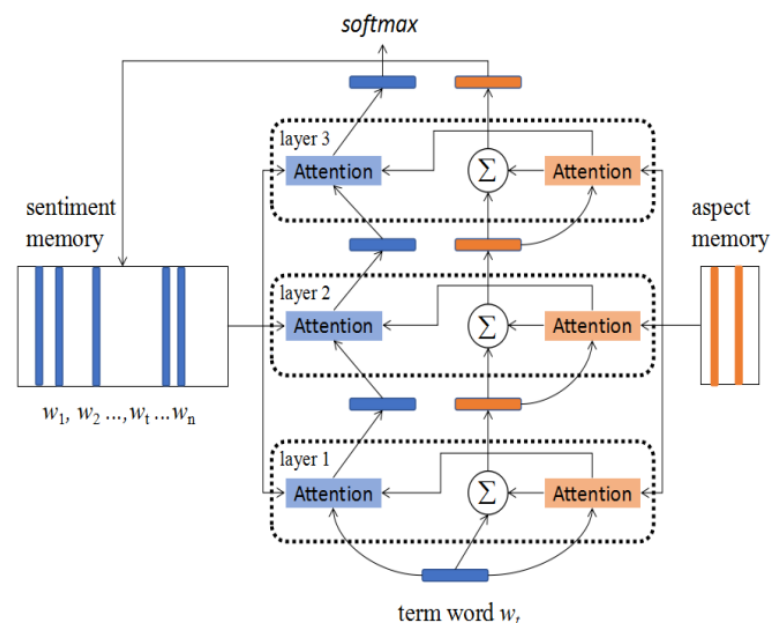 softmax
layer 3
Attention
Σ
Attention
sentiment
memory
aspect
memory
layer 2
Attention
Σ
Attention
w1, w2 ...,wt ...wn
layer 1
Attention
Σ
Attention
term word w,